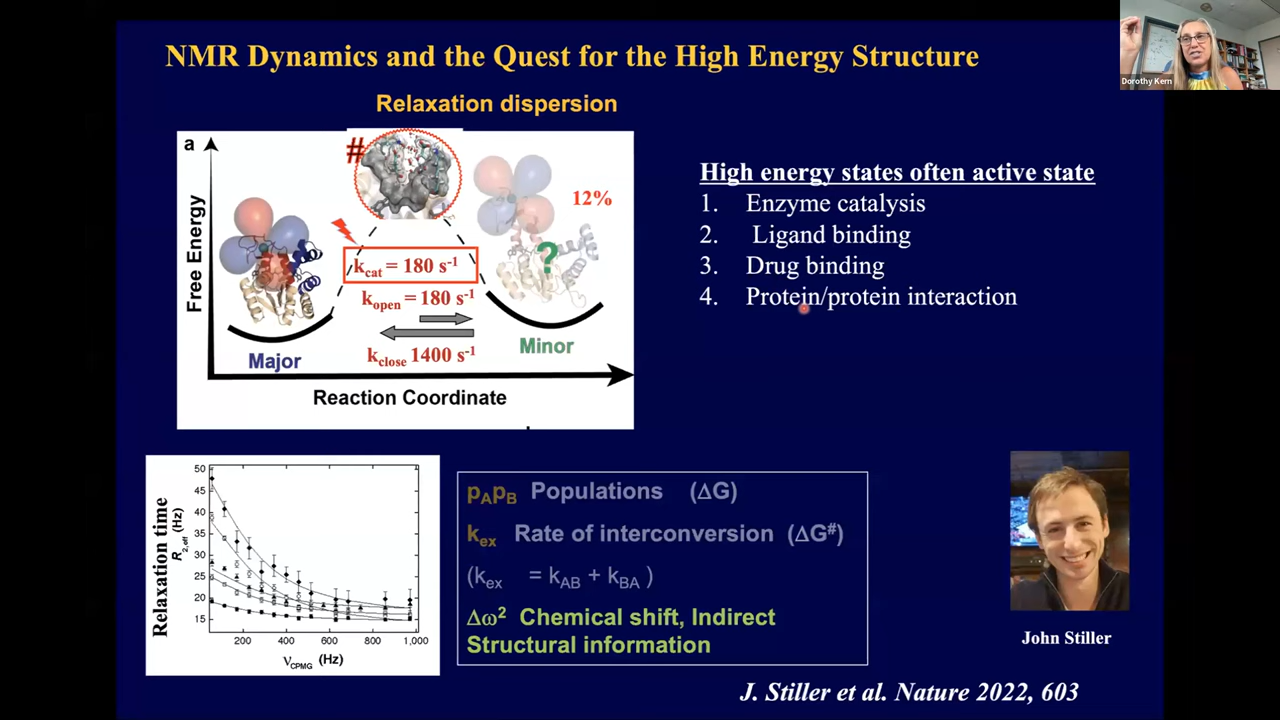 NMR Dynamics and the Quest for the High Energy Structure
Dorothy Kern
Relaxation dispersion
a
#
12%
Free Energy
?
kcat = 180 s-1
kopen = 180 s-1
kclose 1400 s-1
Major
Minor
Reaction Coordinate
High energy states often active state
1. Enzyme catalysis
2. Ligand binding
3. Drug binding
4. Protein/protein interaction
Relaxation time
R2,eff (Hz)
50
45
40
35
30
25
20
15
200 400 600 800 1,000
νCPMG (Hz)
pApB Populations (ΔG)
kex Rate of interconversion (ΔG#)
(kex = kAB + kBA )
Δω2 Chemical shift, Indirect
Structural information
John Stiller
J. Stiller et al. Nature 2022, 603